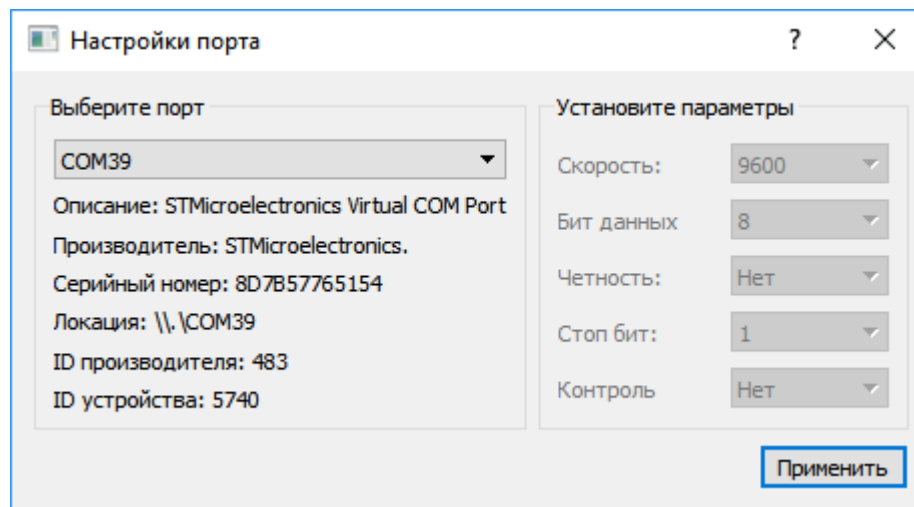 Настройки порта
?
Выберите порт
COM39
Описание: STMicroelectronics Virtual COM Port
Производитель: STMicroelectronics.
Серийный номер: 8D7B57765154
Локация: \\.\COM39
ID производителя: 483
ID устройства: 5740
Установите параметры
Скорость: 9600
Бит данных 8
Четность: Нет
Стоп бит: 1
Контроль Нет
Применить